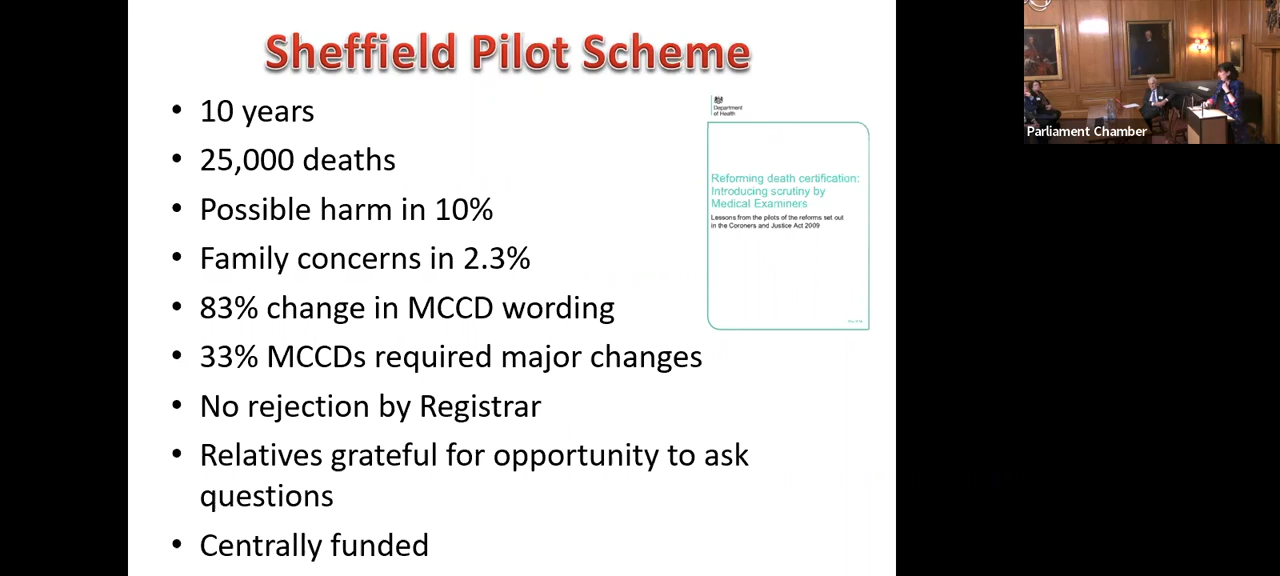 Sheffield Pilot Scheme
• 10 years
• 25,000 deaths
• Possible harm in 10%
• Family concerns in 2.3%
• 83% change in MCCD wording
• 33% MCCDs required major changes
• No rejection by Registrar
• Relatives grateful for opportunity to ask
questions
• Centrally funded
Department
of Health
Reforming death certification:
Introducing scrutiny by
Medical Examiners
Lessons from the pilots of the reforms set out
in the Coroners and Justice Act 2009
Parliament Chamber